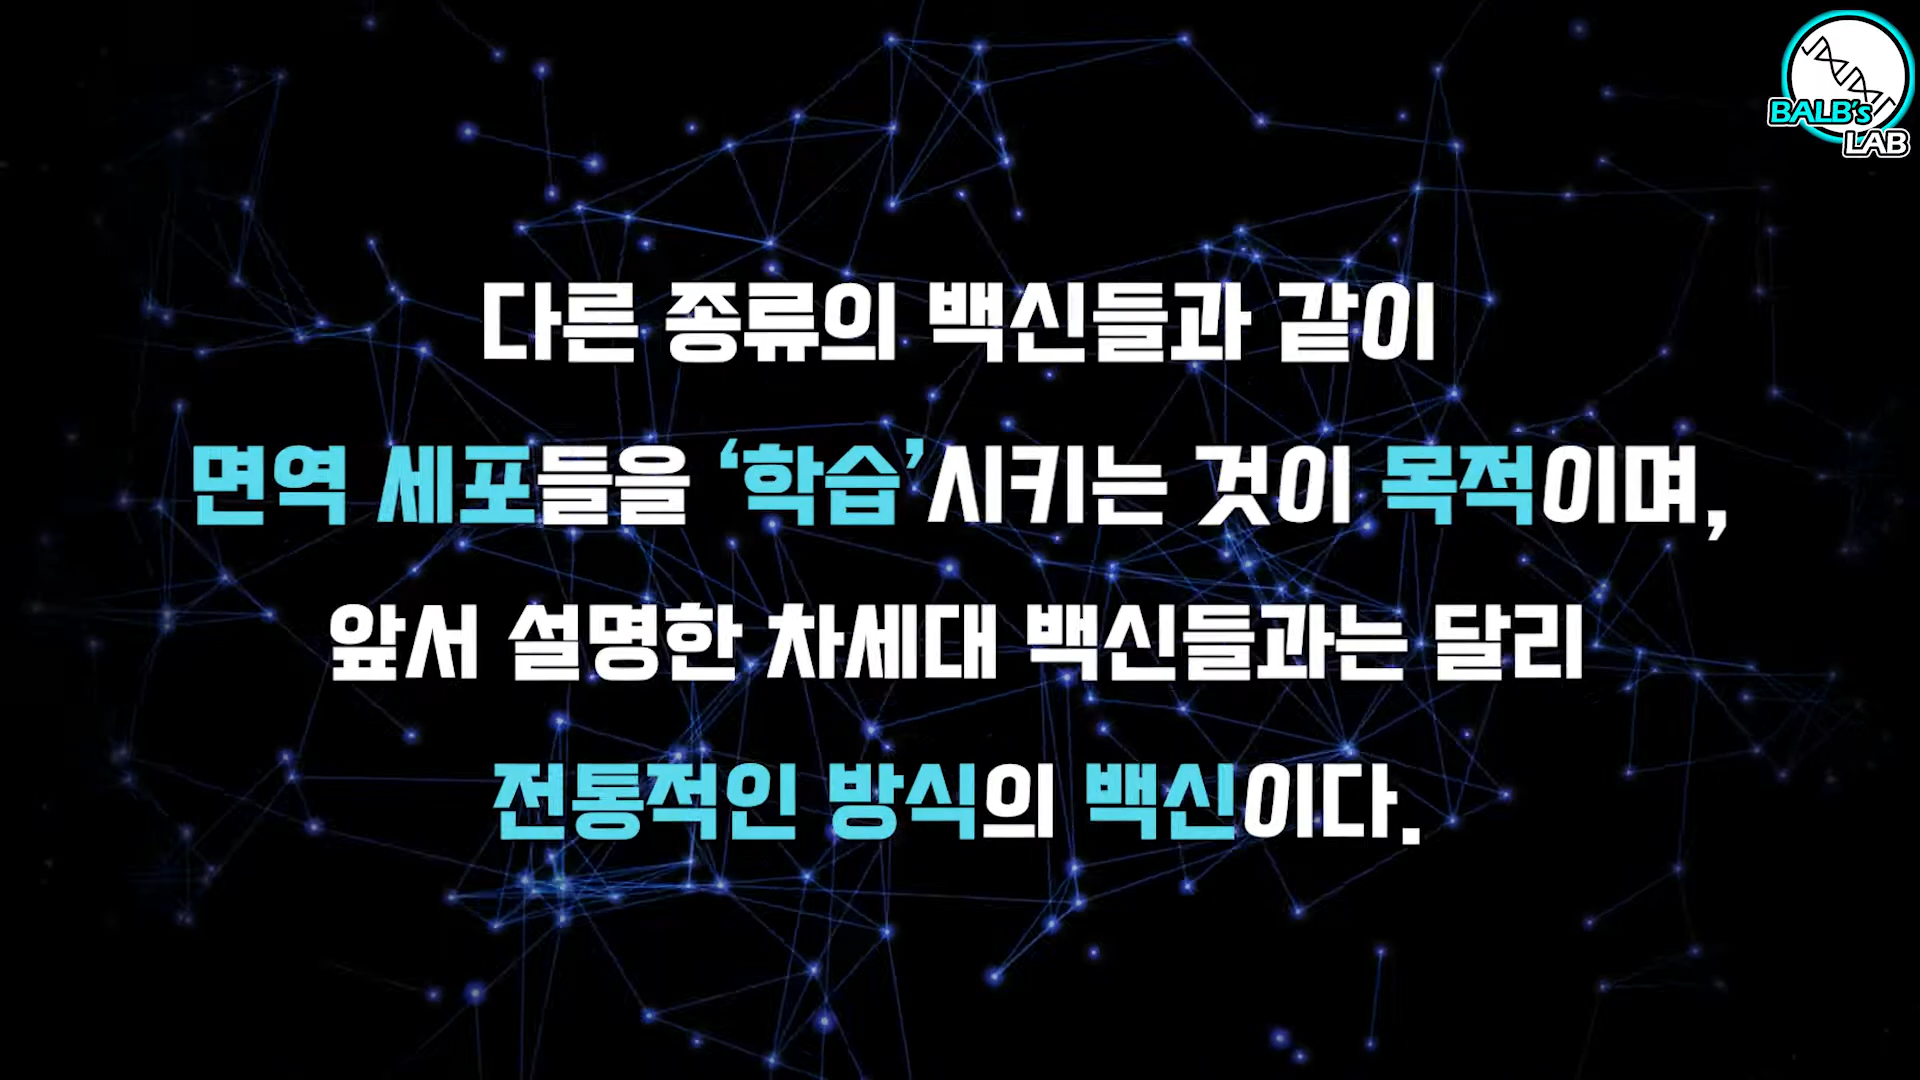 BALB's
LAB
다른 종류의 백신들과 같이
면역 세포들을 ‘학습’시키는 것이 목적이며,
앞서 설명한 차세대 백신들과는 달리
전통적인 방식의 백신이다.